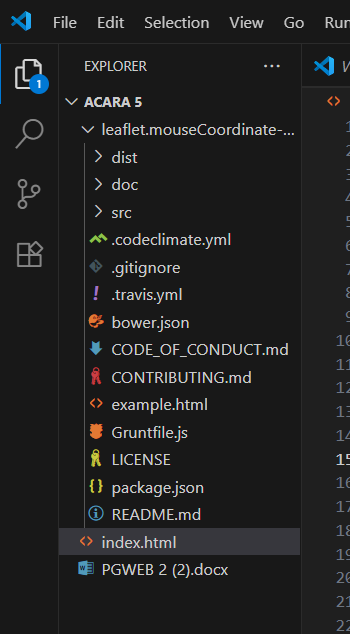 File Edit Selection View Go Run
EXPLORER ...
ACARA 5
leaflet.mouseCoordinate-...
dist
doc
src
.codeclimate.yml
.gitignore
.travis.yml
bower.json
CODE_OF_CONDUCT.md
CONTRIBUTING.md
example.html
Gruntfile.js
LICENSE
package.json
README.md
index.html
PGWEB 2 (2).docx
1
1
2
3
4
5
6
7
8
9
10
11
12
13
14
15
16
17
18
19
20
21
22